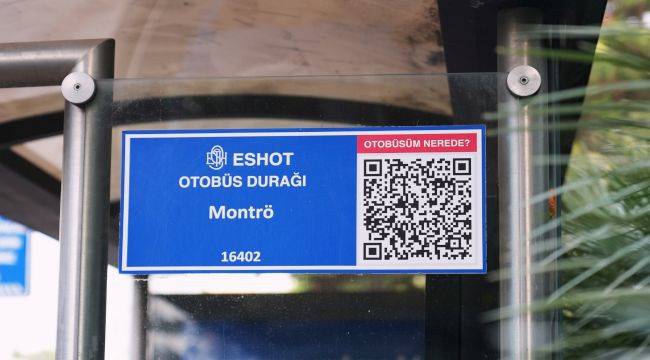 ESHOT
OTOBÜS DURAĞI
Montrö
16402
OTOBÜSÜM NEREDE?